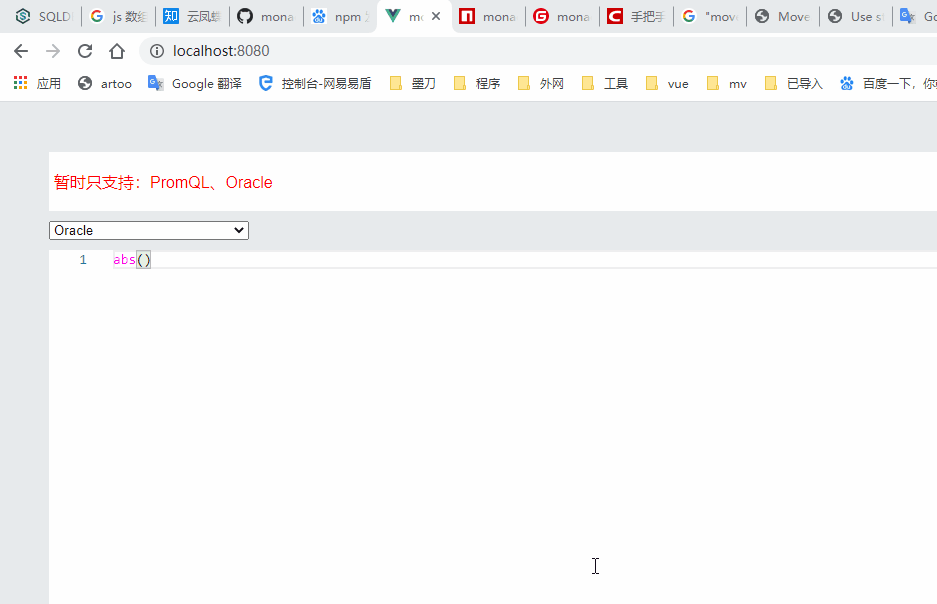 SQLD js 数 知 云凤 mona npm mo mona mona 手把手 "mov Move Use s Go
localhost:8080
应用 artoo Google 翻译 控制台-网易易盾 墨刀 程序 外网 工具 vue mv 已导入 百度一下，你
暂时只支持：PromQL、Oracle
Oracle
1 abs()